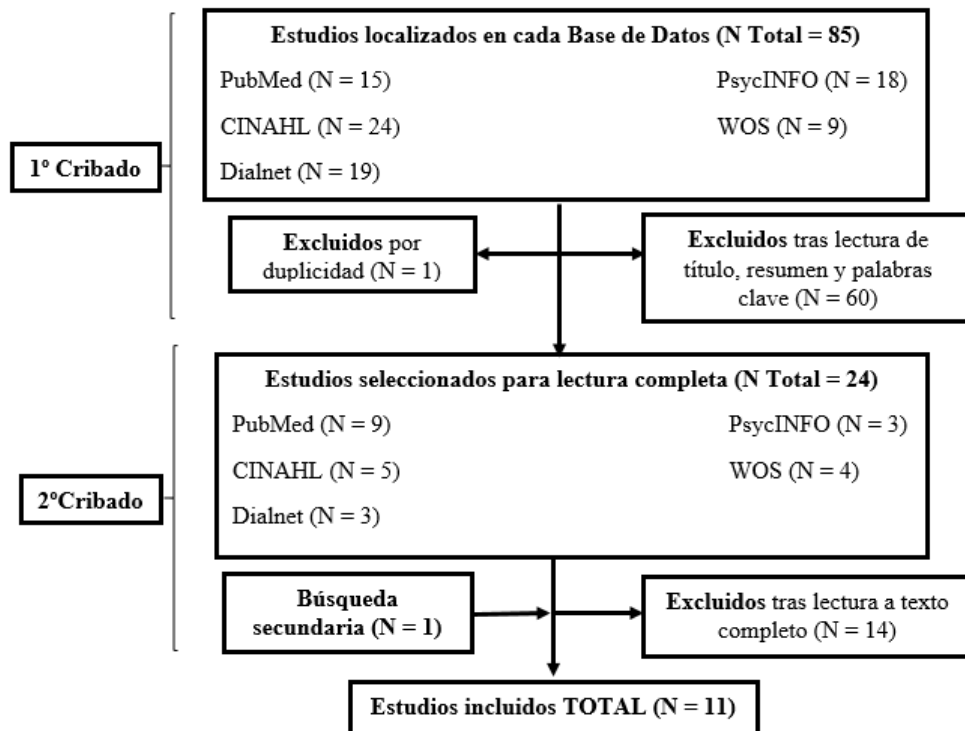 Estudios localizados en cada Base de Datos (N Total = 85)
PubMed (N = 15)
PsycINFO (N = 18)
CINAHL (N = 24)
WOS (N = 9)
Dialnet (N = 19)
1º Cribado
Excluidos por
duplicidad (N = 1)
Excluidos tras lectura de
título, resumen y palabras
clave (N = 60)
Estudios seleccionados para lectura completa (N Total = 24)
PubMed (N = 9)
PsycINFO (N = 3)
CINAHL (N = 5)
WOS (N = 4)
Dialnet (N = 3)
2ºCribado
Búsqueda
secundaria (N = 1)
Excluidos tras lectura a texto
completo (N = 14)
Estudios incluidos TOTAL (N = 11)